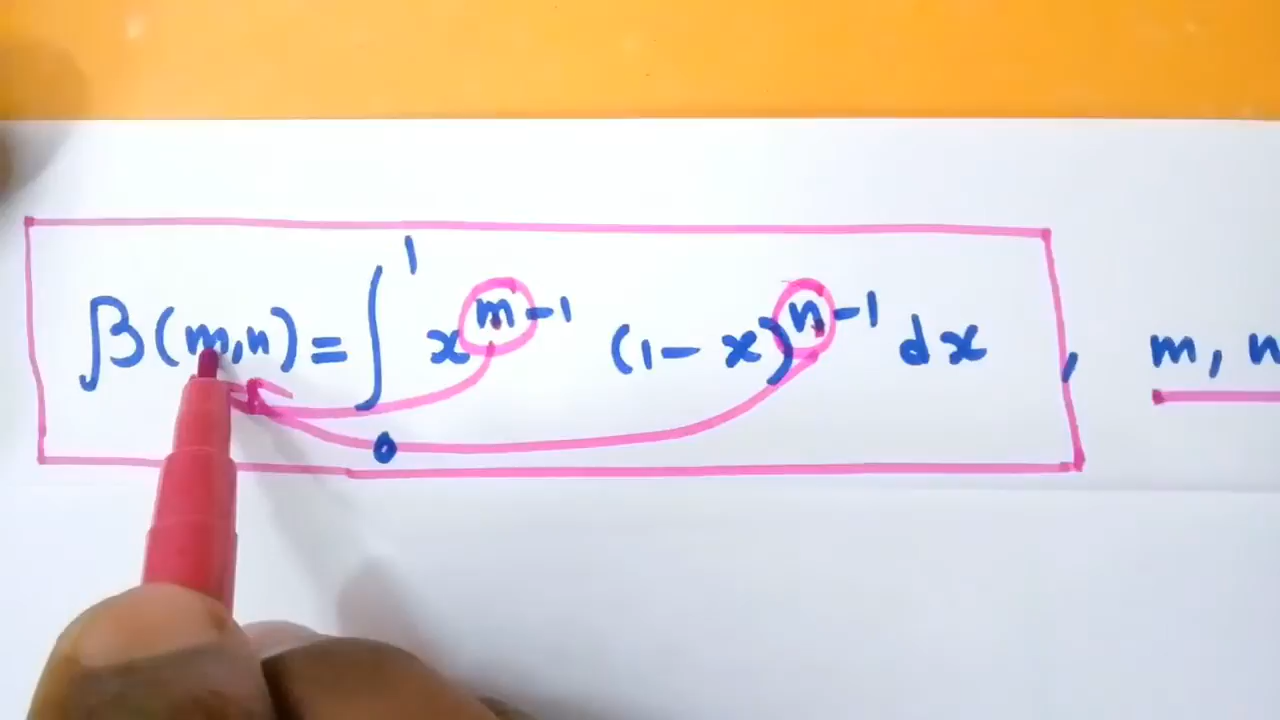 β(m,n) = ∫₀¹ x^(m-1) (1-x)^(n-1) dx , m, n